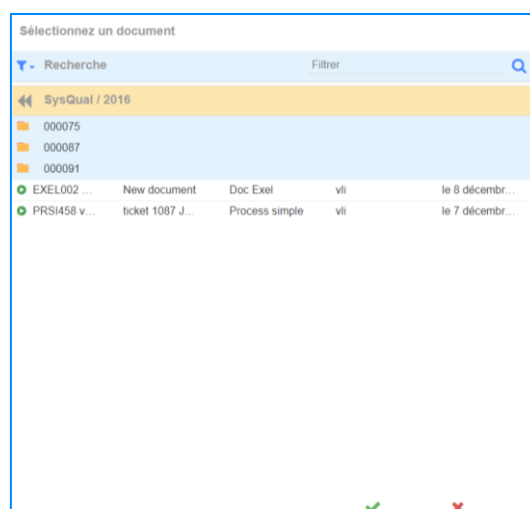 Sélectionnez un document
Recherche Filtrer
SysQual / 2016
000075
000087
000091
EXEL002 ... New document Doc Exel vli le 8 décembr...
PRSI458 v... ticket 1087 J... Process simple vli le 7 décembr...